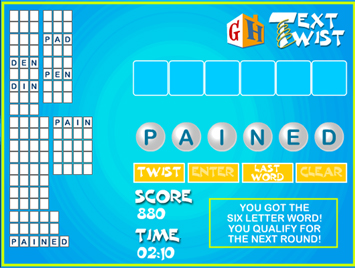 GH TEXT
TWIST
PAD
DEN
PEN
DIN
PAIN
PAINED
PAINED
TWIST ENTER LAST WORD CLEAR
SCORE
880
TIME
02:10
YOU GOT THE
SIX LETTER WORD!
YOU QUALIFY FOR
THE NEXT ROUND!